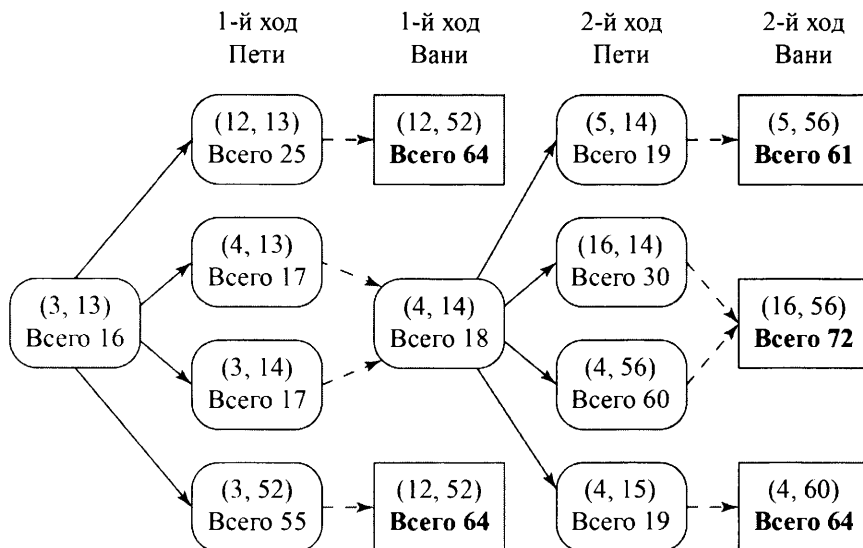 1-й ход
Пети
1-й ход
Вани
2-й ход
Пети
2-й ход
Вани
(12, 13)
Всего 25
(12, 52)
Всего 64
(5, 14)
Всего 19
(5, 56)
Всего 61
(4, 13)
Всего 17
(16, 14)
Всего 30
(3, 13)
Всего 16
(4, 14)
Всего 18
(16, 56)
Всего 72
(3, 14)
Всего 17
(4, 56)
Всего 60
(3, 52)
Всего 55
(12, 52)
Всего 64
(4, 15)
Всего 19
(4, 60)
Всего 64